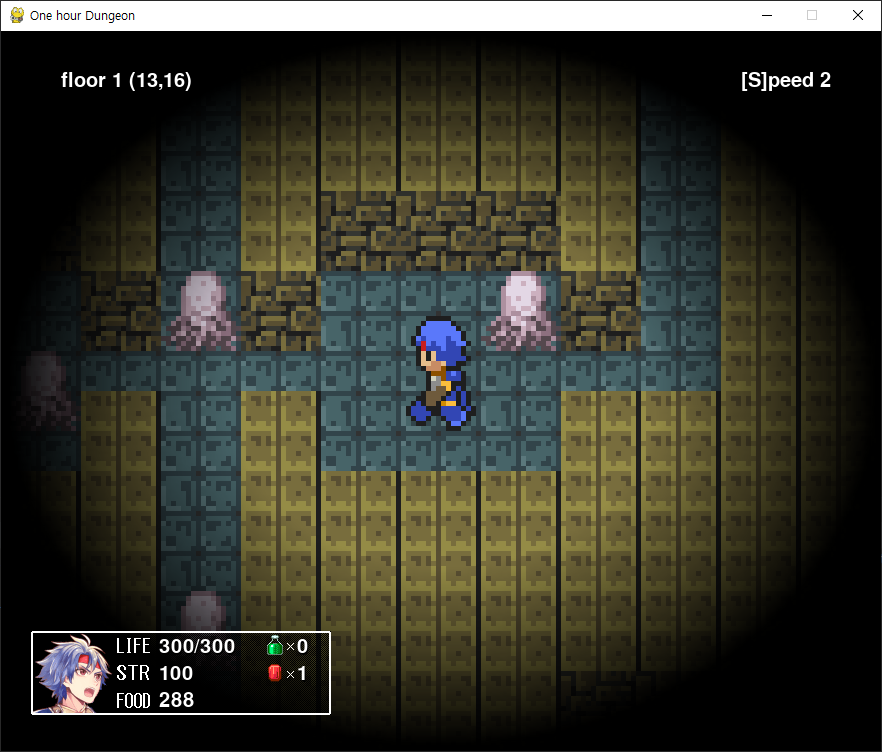 One hour Dungeon
floor 1 (13,16)
[S]peed 2
LIFE 300/300 ×0
STR 100 ×1
FOOD 288